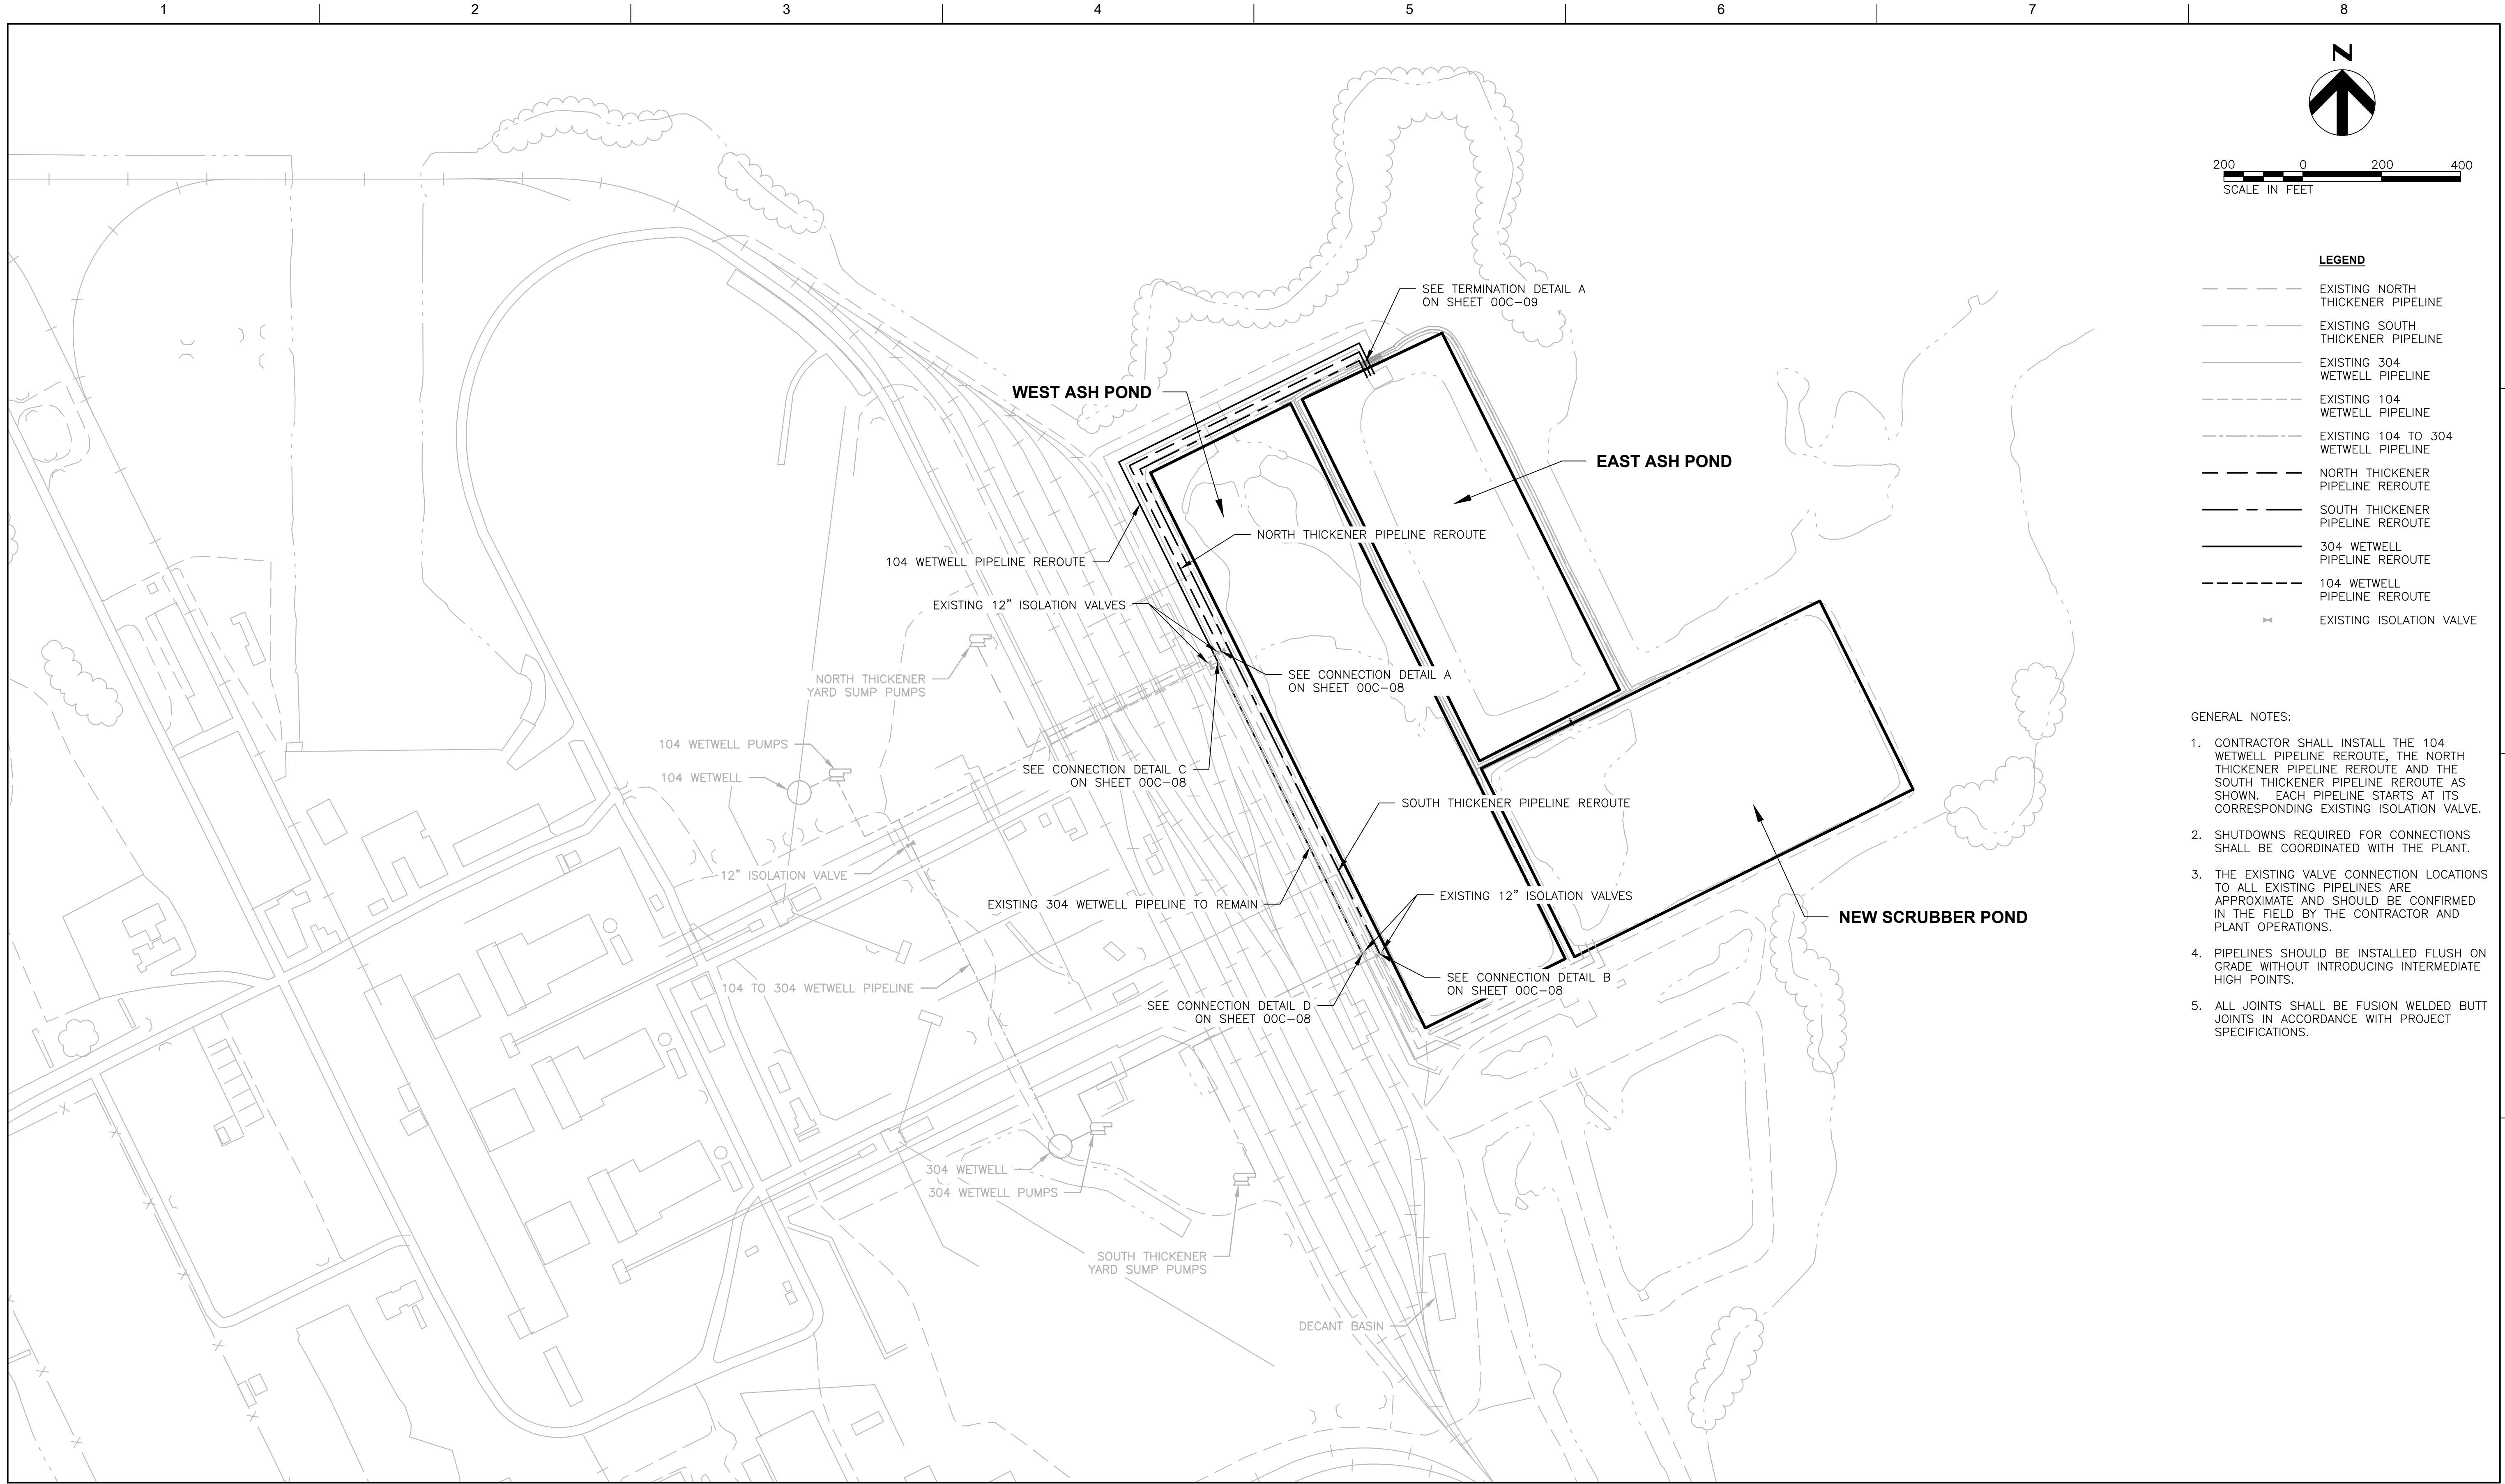 1 2 3 4 5 6 7 8
N
200 0 200 400
SCALE IN FEET
LEGEND
EXISTING NORTH
THICKENER PIPELINE
EXISTING SOUTH
THICKENER PIPELINE
EXISTING 304
WETWELL PIPELINE
EXISTING 104
WETWELL PIPELINE
EXISTING 104 TO 304
WETWELL PIPELINE
NORTH THICKENER
PIPELINE REROUTE
SOUTH THICKENER
PIPELINE REROUTE
304 WETWELL
PIPELINE REROUTE
104 WETWELL
PIPELINE REROUTE
EXISTING ISOLATION VALVE
GENERAL NOTES:
1. CONTRACTOR SHALL INSTALL THE 104
WETWELL PIPELINE REROUTE, THE NORTH
THICKENER PIPELINE REROUTE AND THE
SOUTH THICKENER PIPELINE REROUTE AS
SHOWN. EACH PIPELINE STARTS AT ITS
CORRESPONDING EXISTING ISOLATION VALVE.
2. SHUTDOWNS REQUIRED FOR CONNECTIONS
SHALL BE COORDINATED WITH THE PLANT.
3. THE EXISTING VALVE CONNECTION LOCATIONS
TO ALL EXISTING PIPELINES ARE
APPROXIMATE AND SHOULD BE CONFIRMED
IN THE FIELD BY THE CONTRACTOR AND
PLANT OPERATIONS.
4. PIPELINES SHOULD BE INSTALLED FLUSH ON
GRADE WITHOUT INTRODUCING INTERMEDIATE
HIGH POINTS.
5. ALL JOINTS SHALL BE FUSION WELDED BUTT
JOINTS IN ACCORDANCE WITH PROJECT
SPECIFICATIONS.
SEE TERMINATION DETAIL A
ON SHEET 00C-09
WEST ASH POND
EAST ASH POND
NORTH THICKENER PIPELINE REROUTE
104 WETWELL PIPELINE REROUTE
EXISTING 12" ISOLATION VALVES
SEE CONNECTION DETAIL A
ON SHEET 00C-08
NORTH THICKENER
YARD SUMP PUMPS
104 WETWELL PUMPS
104 WETWELL
SEE CONNECTION DETAIL C
ON SHEET 00C-08
SOUTH THICKENER PIPELINE REROUTE
12" ISOLATION VALVE
EXISTING 304 WETWELL PIPELINE TO REMAIN
EXISTING 12" ISOLATION VALVES
NEW SCRUBBER POND
SEE CONNECTION DETAIL B
ON SHEET 00C-08
104 TO 304 WETWELL PIPELINE
SEE CONNECTION DETAIL D
ON SHEET 00C-08
304 WETWELL
304 WETWELL PUMPS
SOUTH THICKENER
YARD SUMP PUMPS
DECANT BASIN